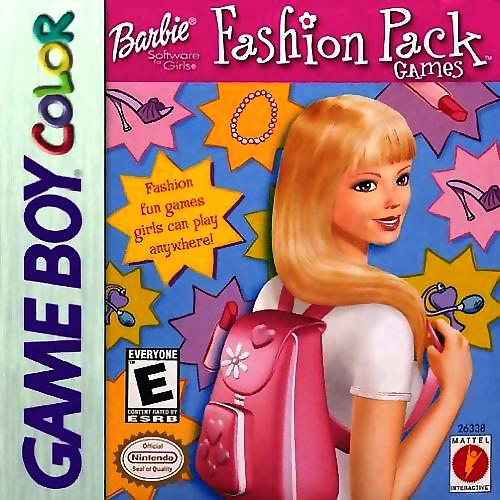 GAME BOY COLOR
Barbie®
Software
for Girls®
Fashion Pack
GAMES™
Fashion
fun games
girls can play
anywhere!
EVERYONE
E
CONTENT RATED BY
ESRB
Official
Nintendo
Seal of Quality
26338
MATTEL
INTERACTIVE